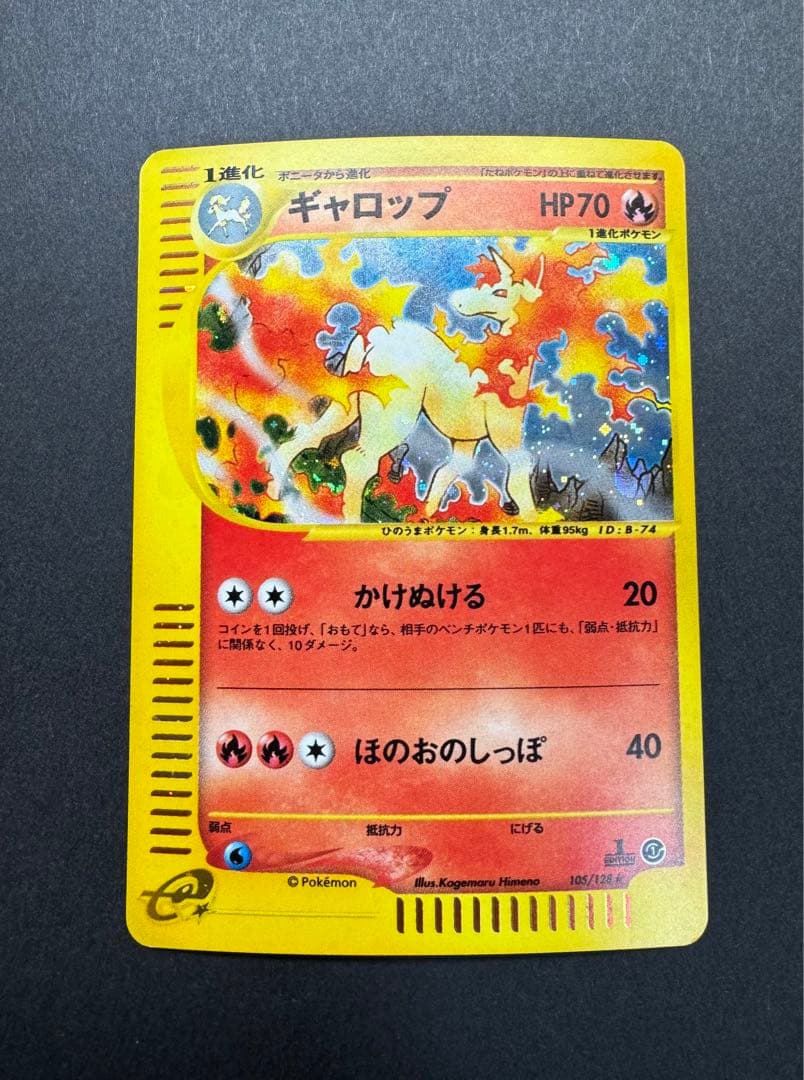 1進化 ポニータから進化 「たねポケモン」の上に重ねて進化させます。
ギャロップ HP70
1進化ポケモン
ひのうまポケモン：身長1.7m、体重95kg ID：B-74
かけぬける 20
コインを1回投げ、「おもて」なら、相手のベンチポケモン1匹にも、「弱点・抵抗力」
に関係なく、10ダメージ。
ほのおのしっぽ 40
弱点 抵抗力 にげる
1 EDITION 1
©Pokémon Illus.Kagemaru Himeno 105/128 ★
e